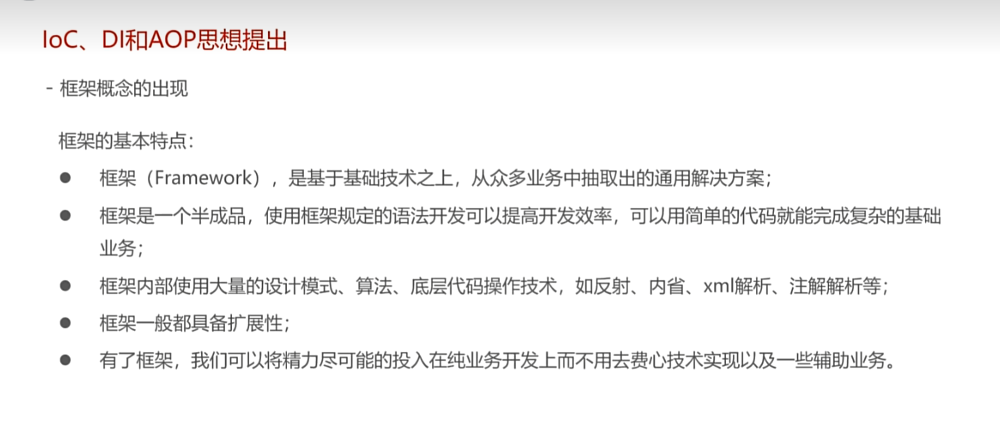 IoC、DI和AOP思想提出
- 框架概念的出现
框架的基本特点：
● 框架（Framework），是基于基础技术之上，从众多业务中抽取出的通用解决方案；
● 框架是一个半成品，使用框架规定的语法开发可以提高开发效率，可以用简单的代码就能完成复杂的基础
业务；
● 框架内部使用大量的设计模式、算法、底层代码操作技术，如反射、内省、xml解析、注解解析等；
● 框架一般都具备扩展性；
● 有了框架，我们可以将精力尽可能的投入在纯业务开发上而不用去费心技术实现以及一些辅助业务。